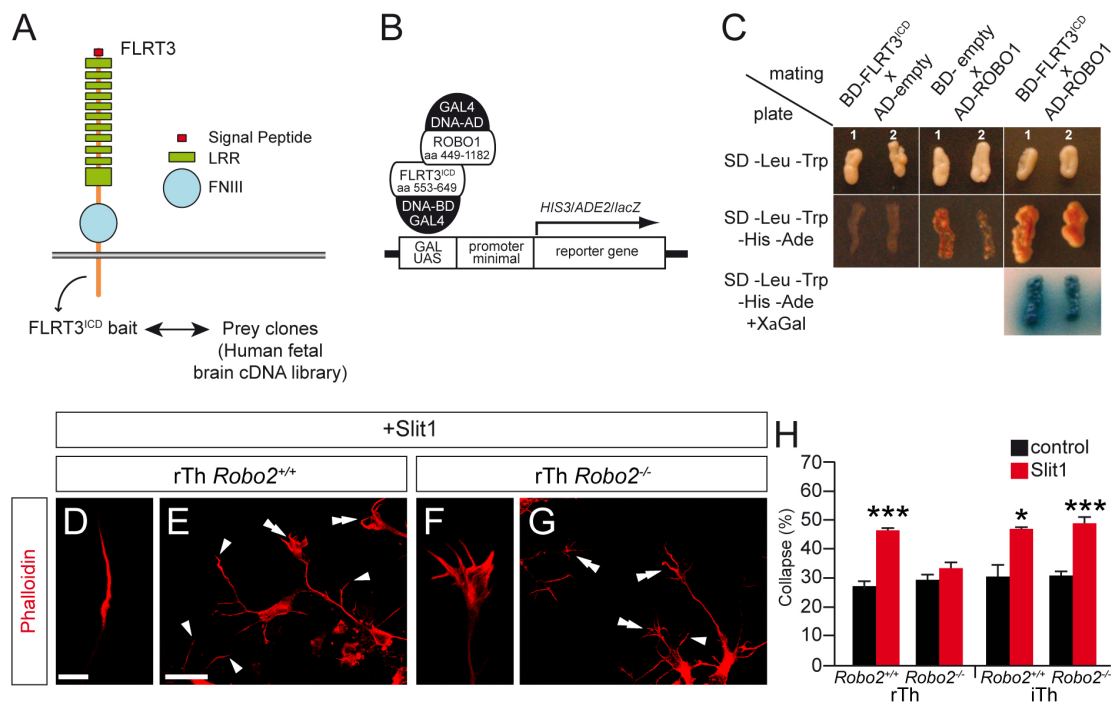 A
FLRT3
Signal Peptide
LRR
FNIII
FLRT3ICD bait
Prey clones
(Human fetal
brain cDNA library)
B
GAL4
DNA-AD
ROBO1
aa 449-1182
FLRT3ICD
aa 553-649
DNA-BD
GAL4
HIS3/ADE2/lacZ
GAL
UAS
promoter
minimal
reporter gene
C
mating
plate
BD-FLRT3ICD
X
AD-empty
BD- empty
X
AD-ROBO1
BD-FLRT3ICD
X
AD-ROBO1
1 2 1 2 1 2
SD -Leu -Trp
SD -Leu -Trp
-His -Ade
SD -Leu -Trp
-His -Ade
+XaGal
+Slit1
rTh Robo2+/+
rTh Robo2-/-
Phalloidin
D
E
F
G
H
control
Slit1
Collapse (%)
70
60
50
40
30
20
10
0
***
*
***
Robo2+/+ Robo2-/- Robo2+/+ Robo2-/-
rTh iTh